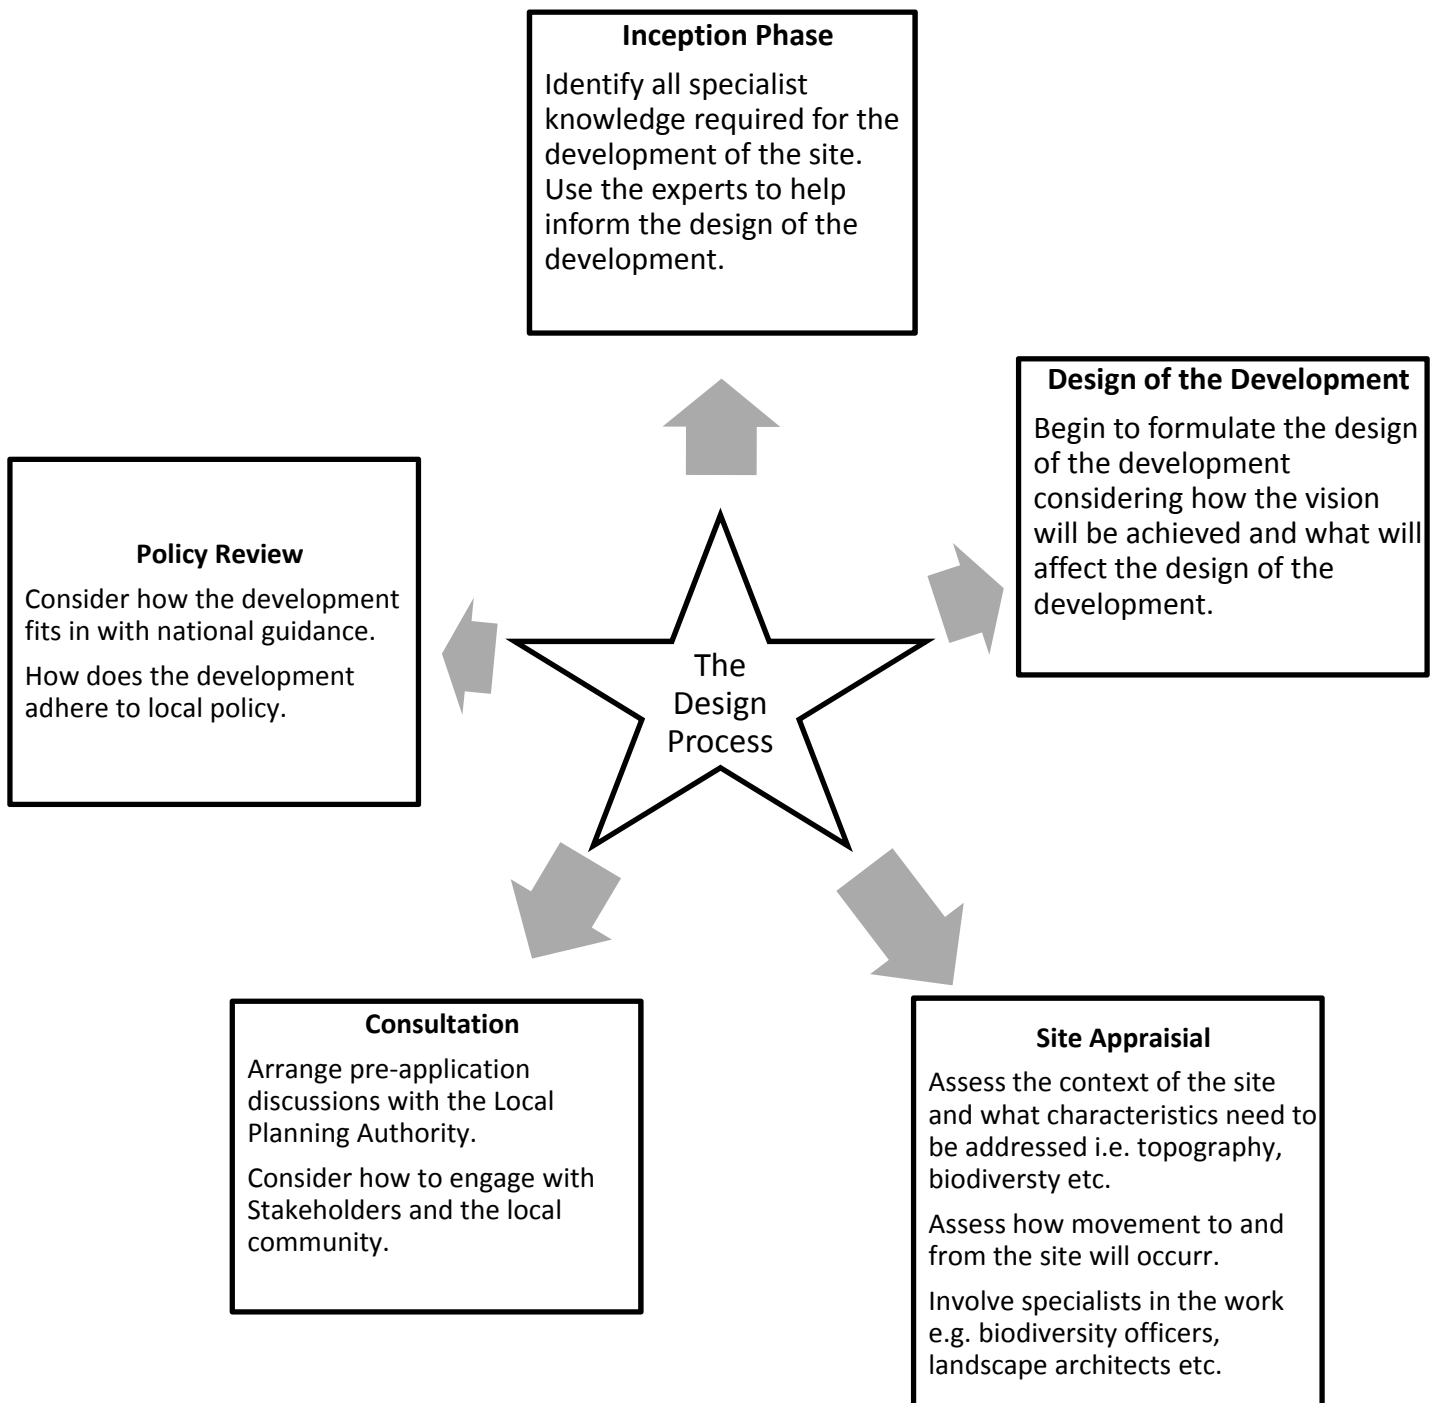 Inception Phase
Identify all specialist
knowledge required for the
development of the site.
Use the experts to help
inform the design of the
development.
Design of the Development
Begin to formulate the design
of the development
considering how the vision
will be achieved and what will
affect the design of the
development.
Policy Review
Consider how the development
fits in with national guidance.
How does the development
adhere to local policy.
The
Design
Process
Consultation
Arrange pre-application
discussions with the Local
Planning Authority.
Consider how to engage with
Stakeholders and the local
community.
Site Appraisial
Assess the context of the site
and what characteristics need to
be addressed i.e. topography,
biodiversty etc.
Assess how movement to and
from the site will occurr.
Involve specialists in the work
e.g. biodiversity officers,
landscape architects etc.